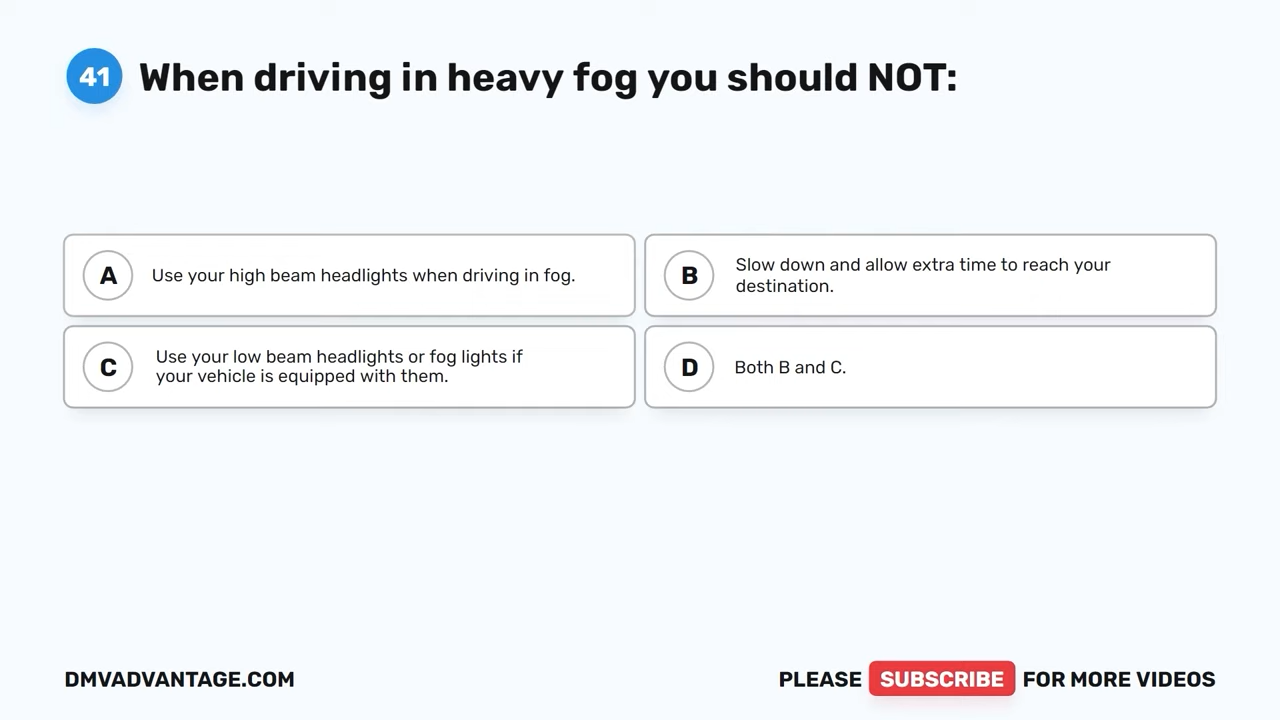 41 When driving in heavy fog you should NOT:
A Use your high beam headlights when driving in fog.
B Slow down and allow extra time to reach your
destination.
C Use your low beam headlights or fog lights if
your vehicle is equipped with them.
D Both B and C.
DMVADVANTAGE.COM
PLEASE SUBSCRIBE FOR MORE VIDEOS